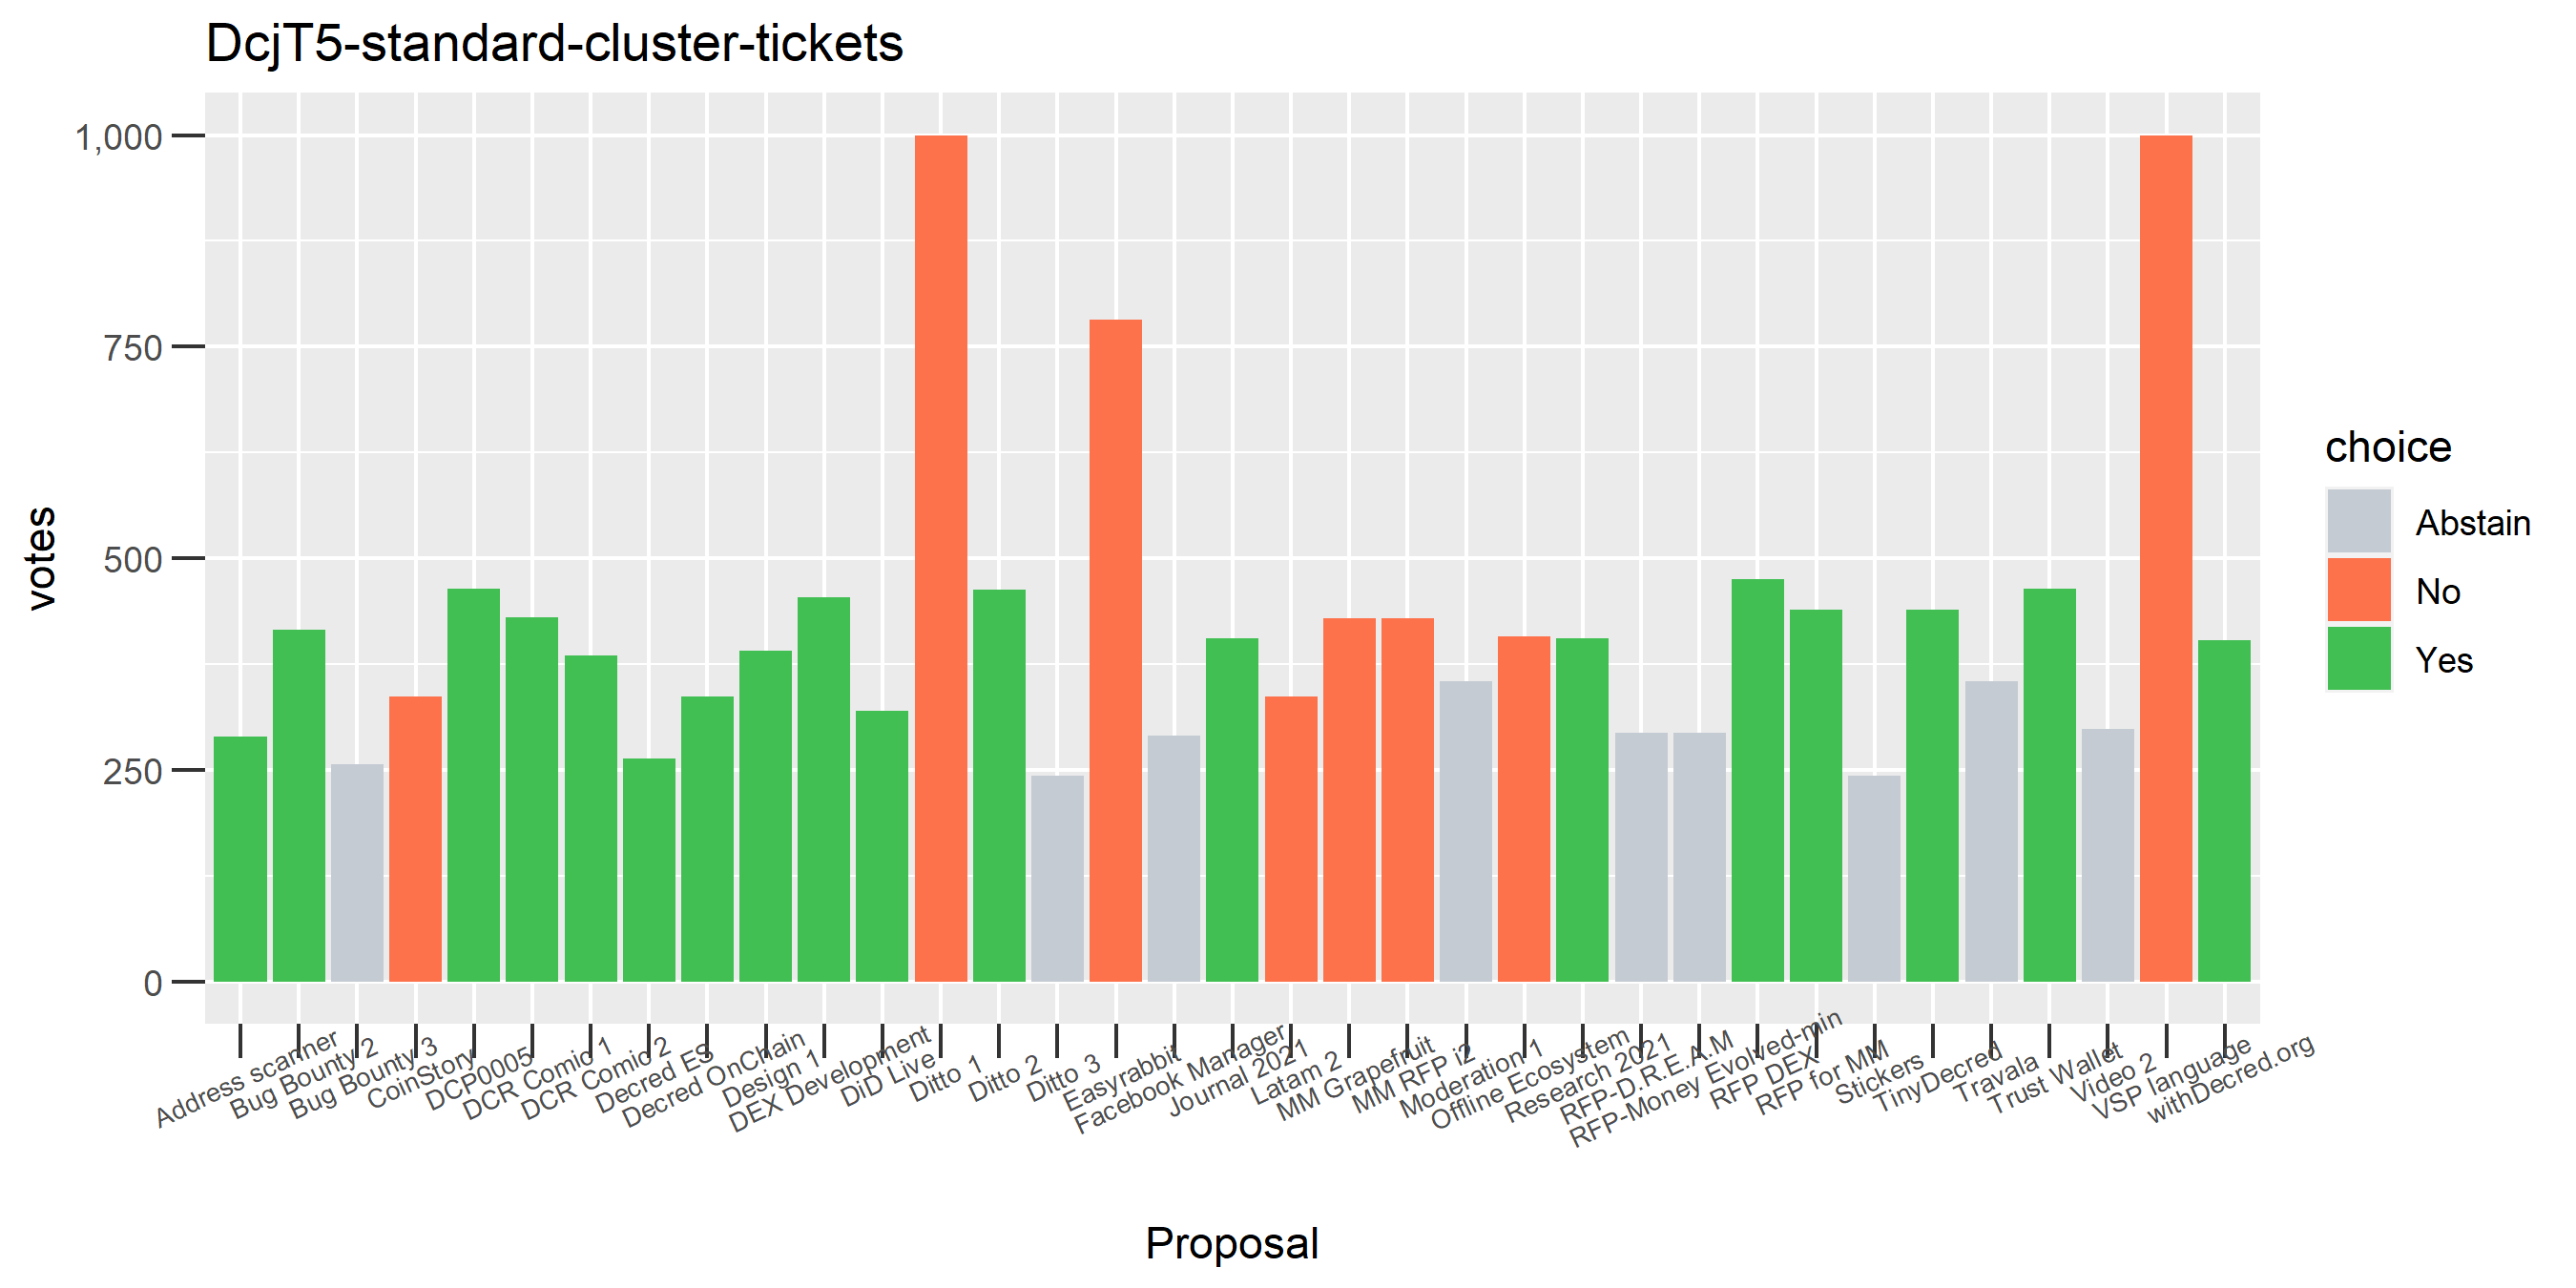 DcjT5-standard-cluster-tickets
1,000
750
500
250
0
votes
Address scanner
Bug Bounty 2
Bug Bounty 3
CoinStory
DCP0005
DCR Comic 1
DCR Comic 2
Decred ES
Decred OnChain
Design 1
DEX Development
DiD Live
Ditto 1
Ditto 2
Ditto 3
Easyrabbit
Facebook Manager
Journal 2021
Latam 2
MM Grapefruit
MM RFP i2
Moderation 1
Offline Ecosystem
Research 2021
RFP-D.R.E.A.M
RFP-Money Evolved-min
RFP DEX
RFP for MM
Stickers
TinyDecred
Travala
Trust Wallet
Video 2
VSP language
withDecred.org
Proposal
choice
Abstain
No
Yes